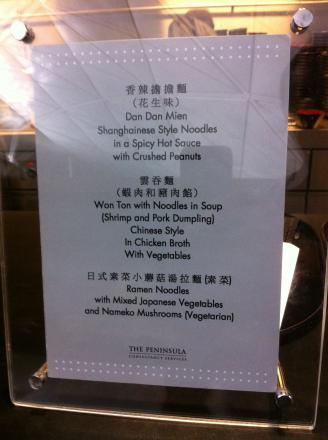 香辣擔擔麵
（花生味）
Dan Dan Mien
Shanghainese Style Noodles
in a Spicy Hot Sauce
with Crushed Peanuts
雲吞麵
（蝦肉和豬肉餡）
Won Ton with Noodles in Soup
(Shrimp and Pork Dumpling)
Chinese Style
In Chicken Broth
With Vegetables
日式素菜小蘑菇湯拉麵(素菜)
Ramen Noodles
with Mixed Japanese Vegetables
and Nameko Mushrooms (Vegetarian)
THE PENINSULA
CONSULTANCY SERVICES